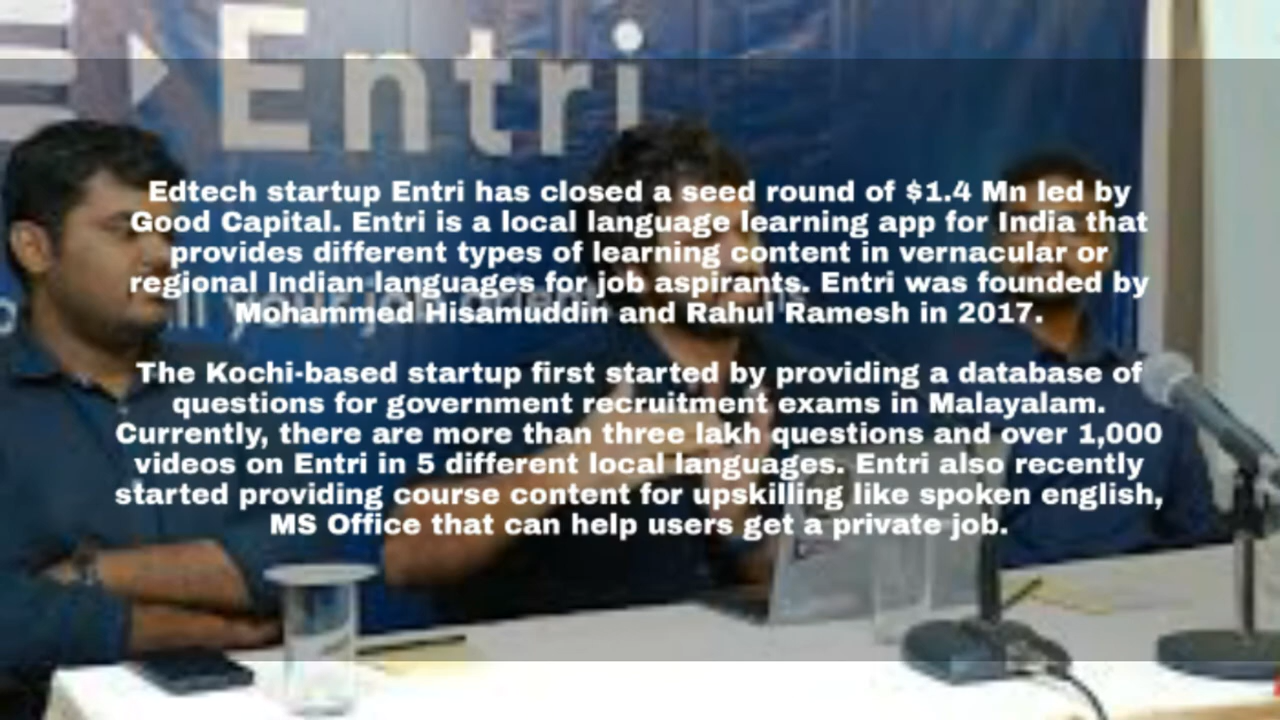 Entri
Edtech startup Entri has closed a seed round of $1.4 Mn led by
Good Capital. Entri is a local language learning app for India that
provides different types of learning content in vernacular or
regional Indian languages for job aspirants. Entri was founded by
Mohammed Hisamuddin and Rahul Ramesh in 2017.
The Kochi-based startup first started by providing a database of
questions for government recruitment exams in Malayalam.
Currently, there are more than three lakh questions and over 1,000
videos on Entri in 5 different local languages. Entri also recently
started providing course content for upskilling like spoken english,
MS Office that can help users get a private job.